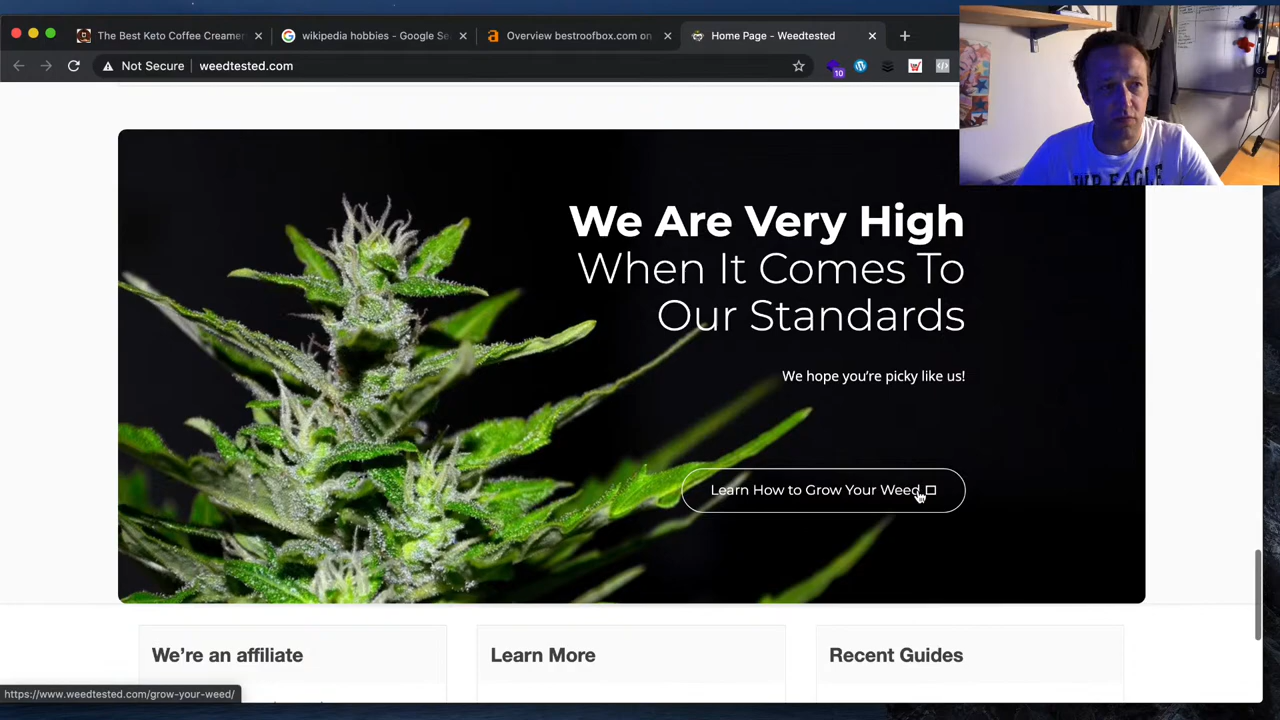 The Best Keto Coffee Creamer
wikipedia hobbies - Google Se
Overview bestroofbox.com on
Home Page - Weedtested
Not Secure
weedtested.com
10
WP EAGLE
We Are Very High
When It Comes To
Our Standards
We hope you're picky like us!
Learn How to Grow Your Weed
We're an affiliate
Learn More
Recent Guides
https://www.weedtested.com/grow-your-weed/